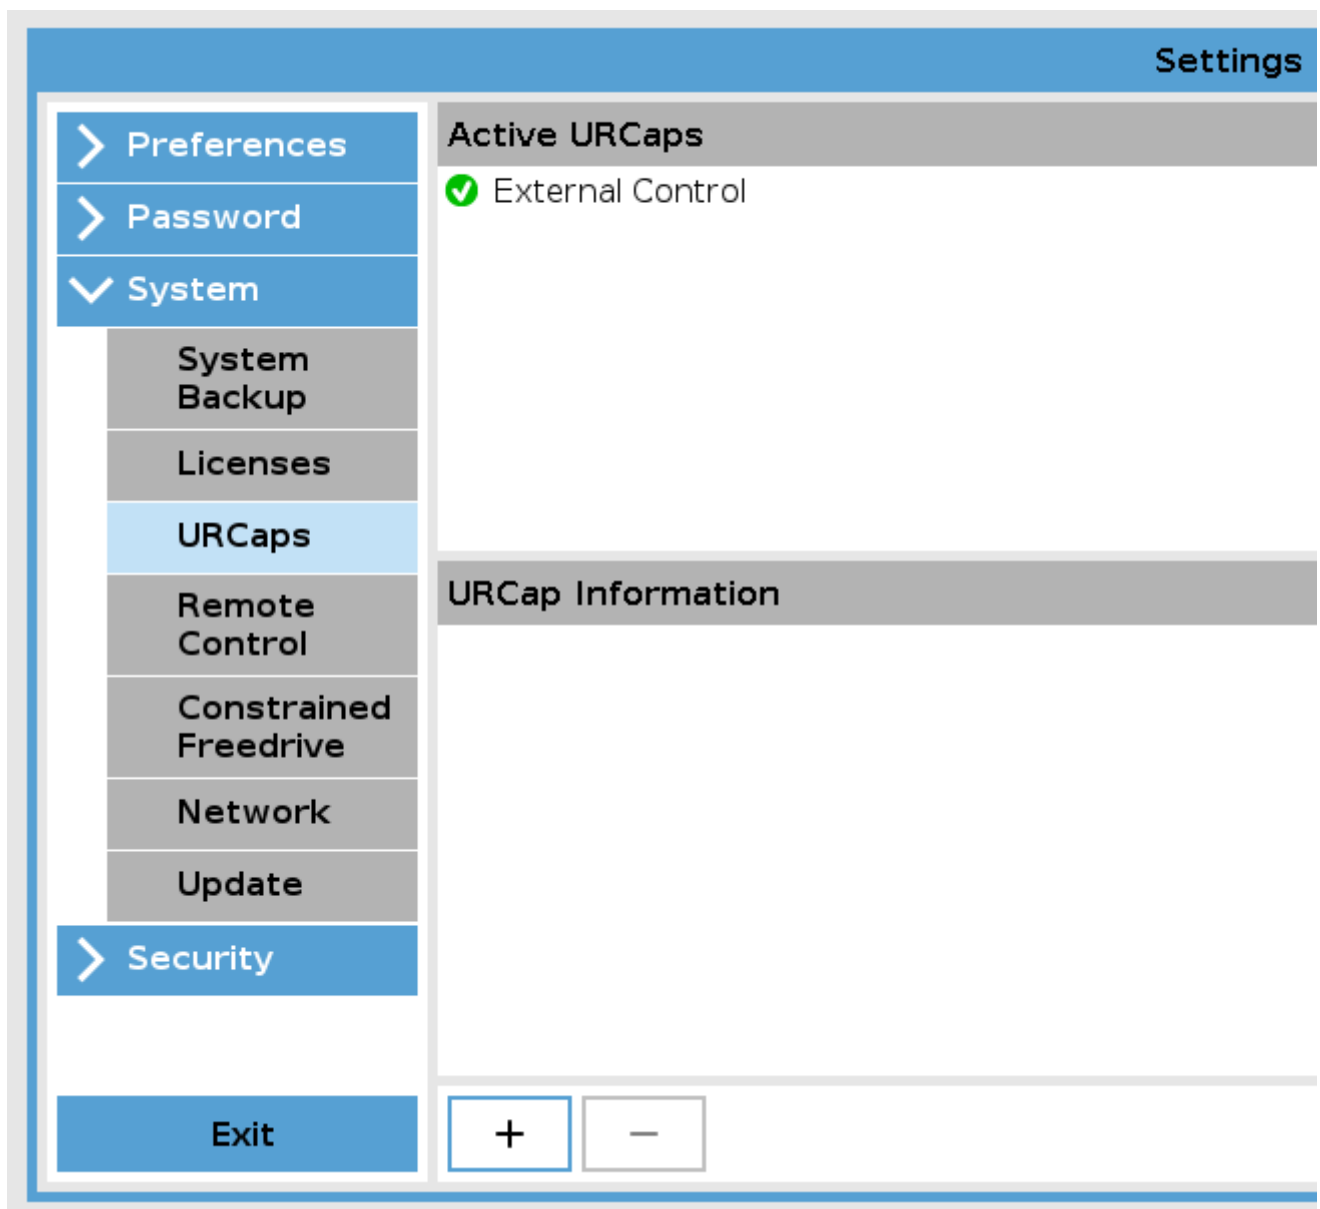 Settings
Preferences
Password
System
System
Backup
Licenses
URCaps
Remote
Control
Constrained
Freedrive
Network
Update
Security
Exit
Active URCaps
External Control
URCap Information
+
−